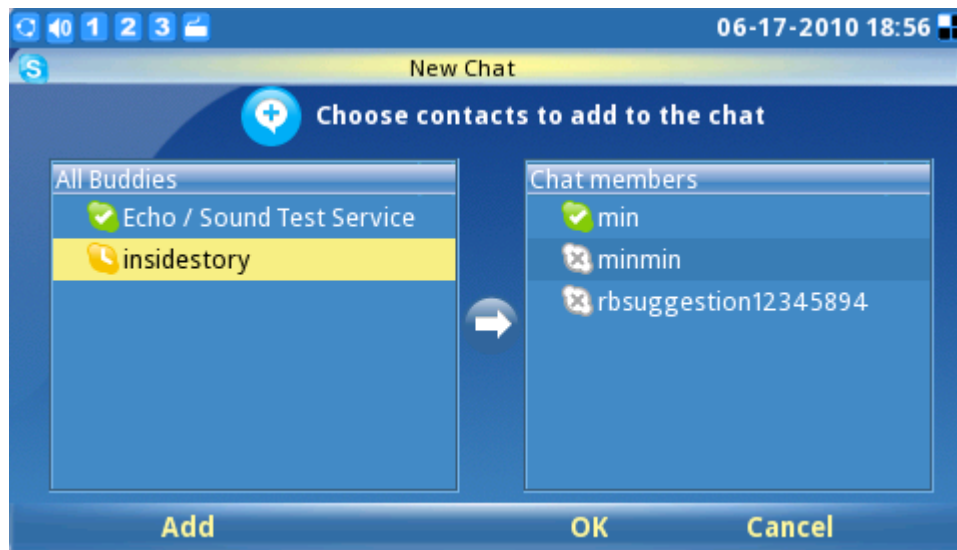 1 2 3 06-17-2010 18:56
S New Chat
Choose contacts to add to the chat
All Buddies
Echo / Sound Test Service
insidestory
Chat members
min
minmin
rbsuggestion12345894
Add OK Cancel